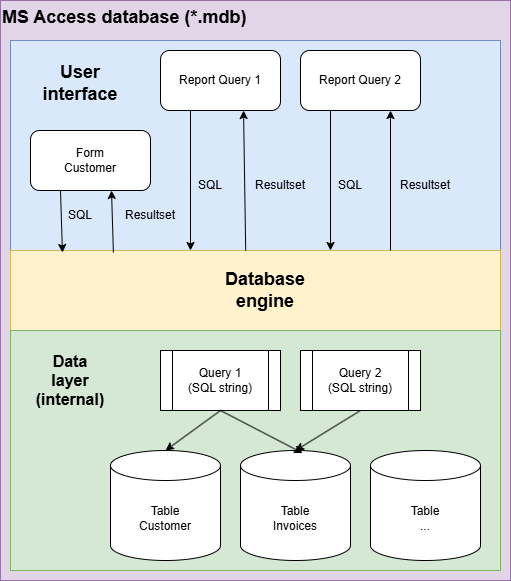 MS Access database (*.mdb)
User
interface
Report Query 1
Report Query 2
Form
Customer
SQL
Resultset
SQL
Resultset
SQL
Resultset
Database
engine
Data
layer
(internal)
Query 1
(SQL string)
Query 2
(SQL string)
Table
Customer
Table
Invoices
Table
...